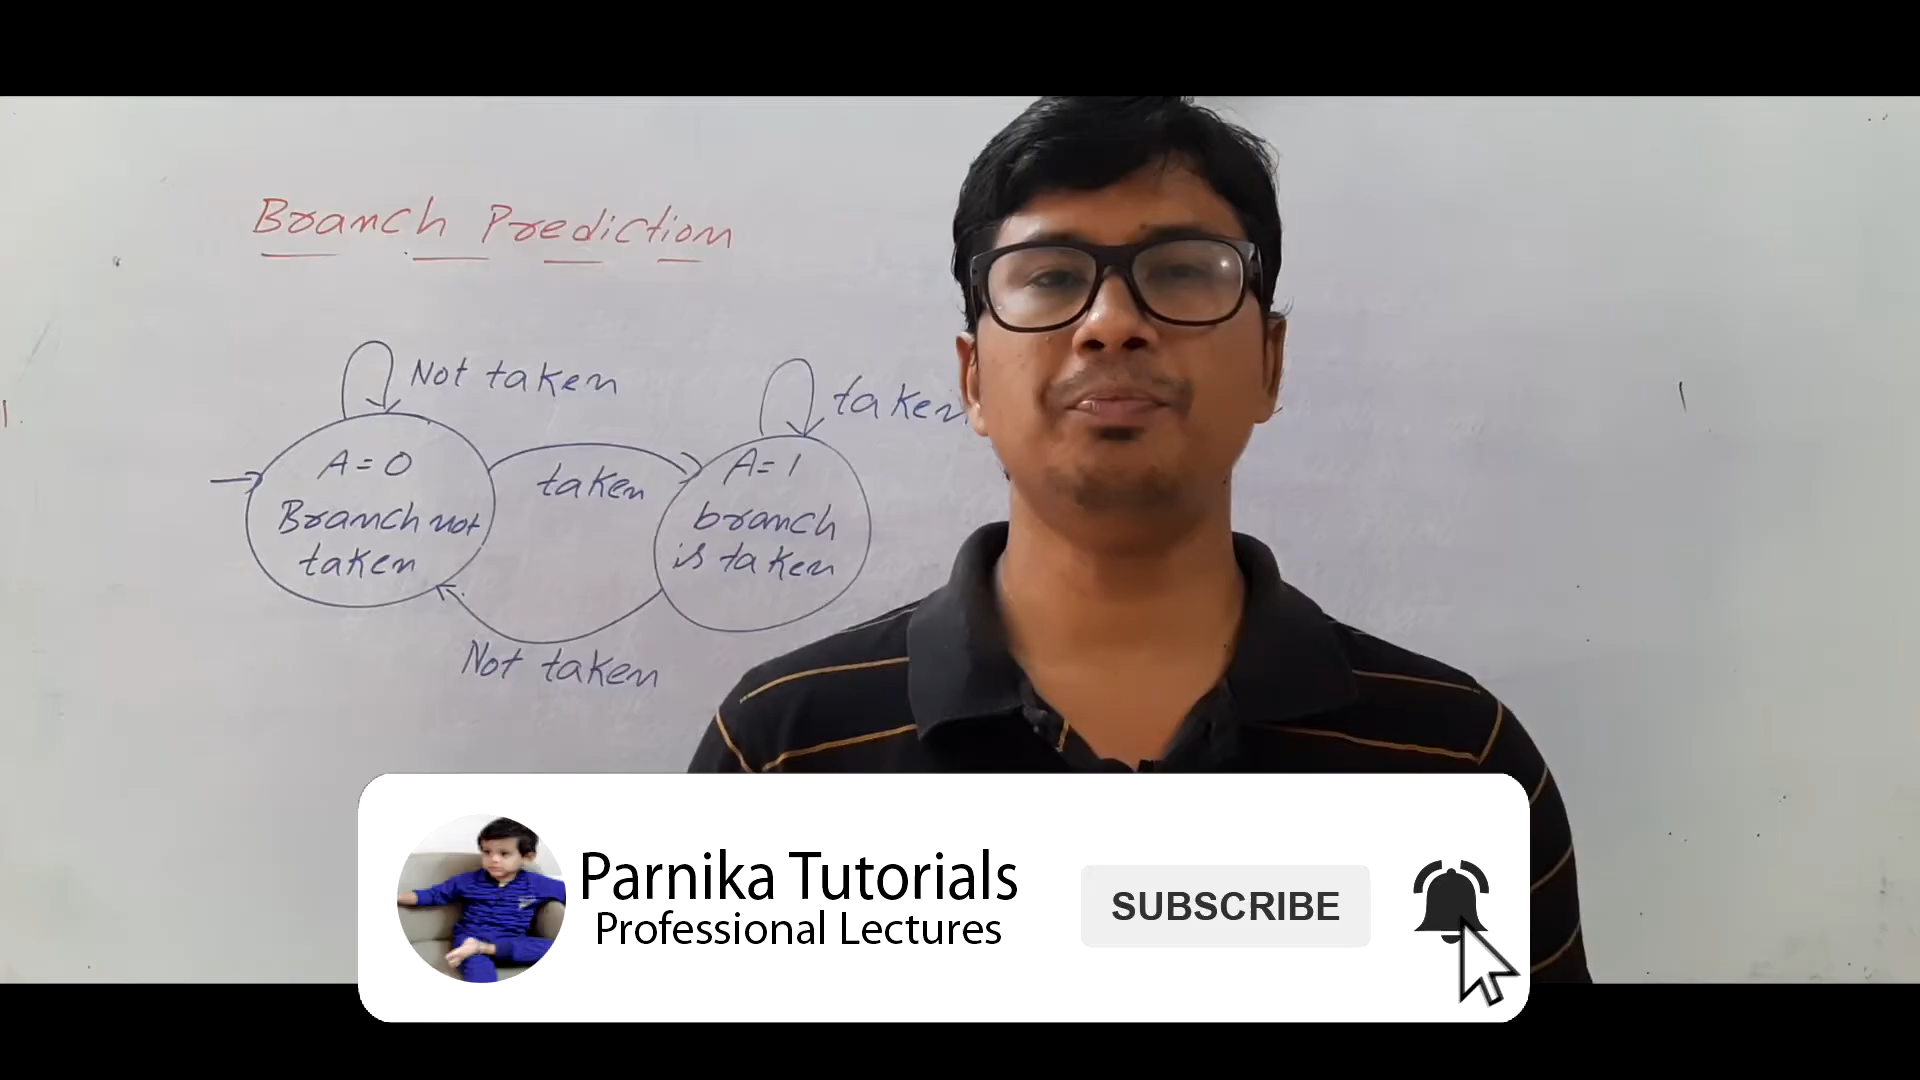 Branch Prediction
Not taken
taken
A = 0
Branch not
taken
taken
A = 1
branch
is taken
Not taken
Parnika Tutorials
Professional Lectures
SUBSCRIBE